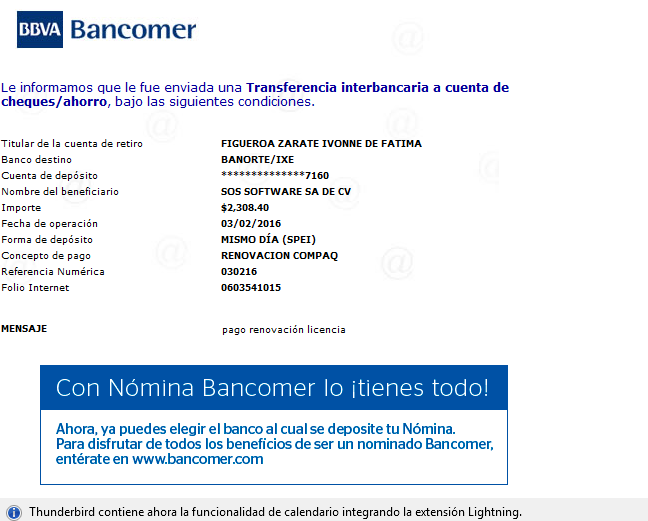 BBVA Bancomer
Le informamos que le fue enviada una Transferencia interbancaria a cuenta de
cheques/ahorro, bajo las siguientes condiciones.
Titular de la cuenta de retiro FIGUEROA ZARATE IVONNE DE FATIMA
Banco destino BANORTE/IXE
Cuenta de depósito **************7160
Nombre del beneficiario SOS SOFTWARE SA DE CV
Importe $2,308.40
Fecha de operación 03/02/2016
Forma de depósito MISMO DÍA (SPEI)
Concepto de pago RENOVACION COMPAQ
Referencia Numérica 030216
Folio Internet 0603541015
MENSAJE pago renovación licencia
Con Nómina Bancomer lo ¡tienes todo!
Ahora, ya puedes elegir el banco al cual se deposite tu Nómina.
Para disfrutar de todos los beneficios de ser un nominado Bancomer,
entérate en www.bancomer.com
Thunderbird contiene ahora la funcionalidad de calendario integrando la extensión Lightning.